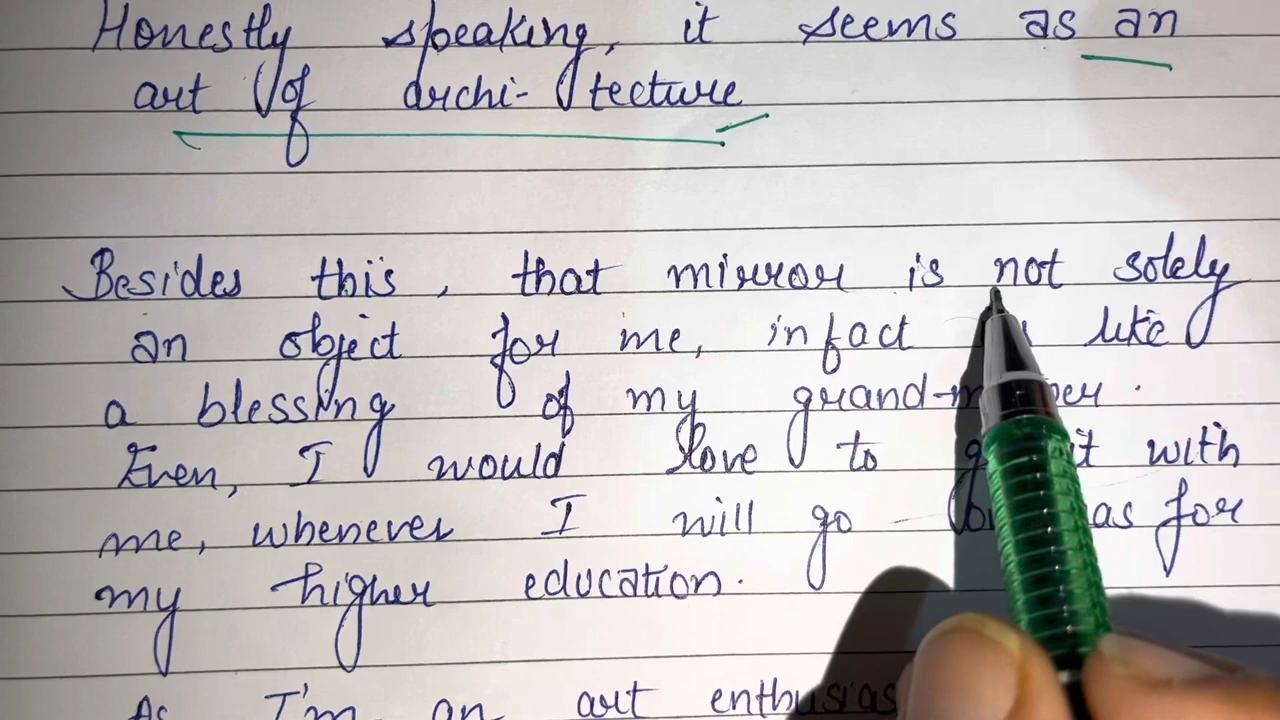 Honestly speaking, it seems as an
art of archi-tecture
Besides this, that mirror is not solely
an object for me, infact like
a blessing of my
Even, I would love to it with
me, whenever I will go as for
my higher education.
As I'm an art